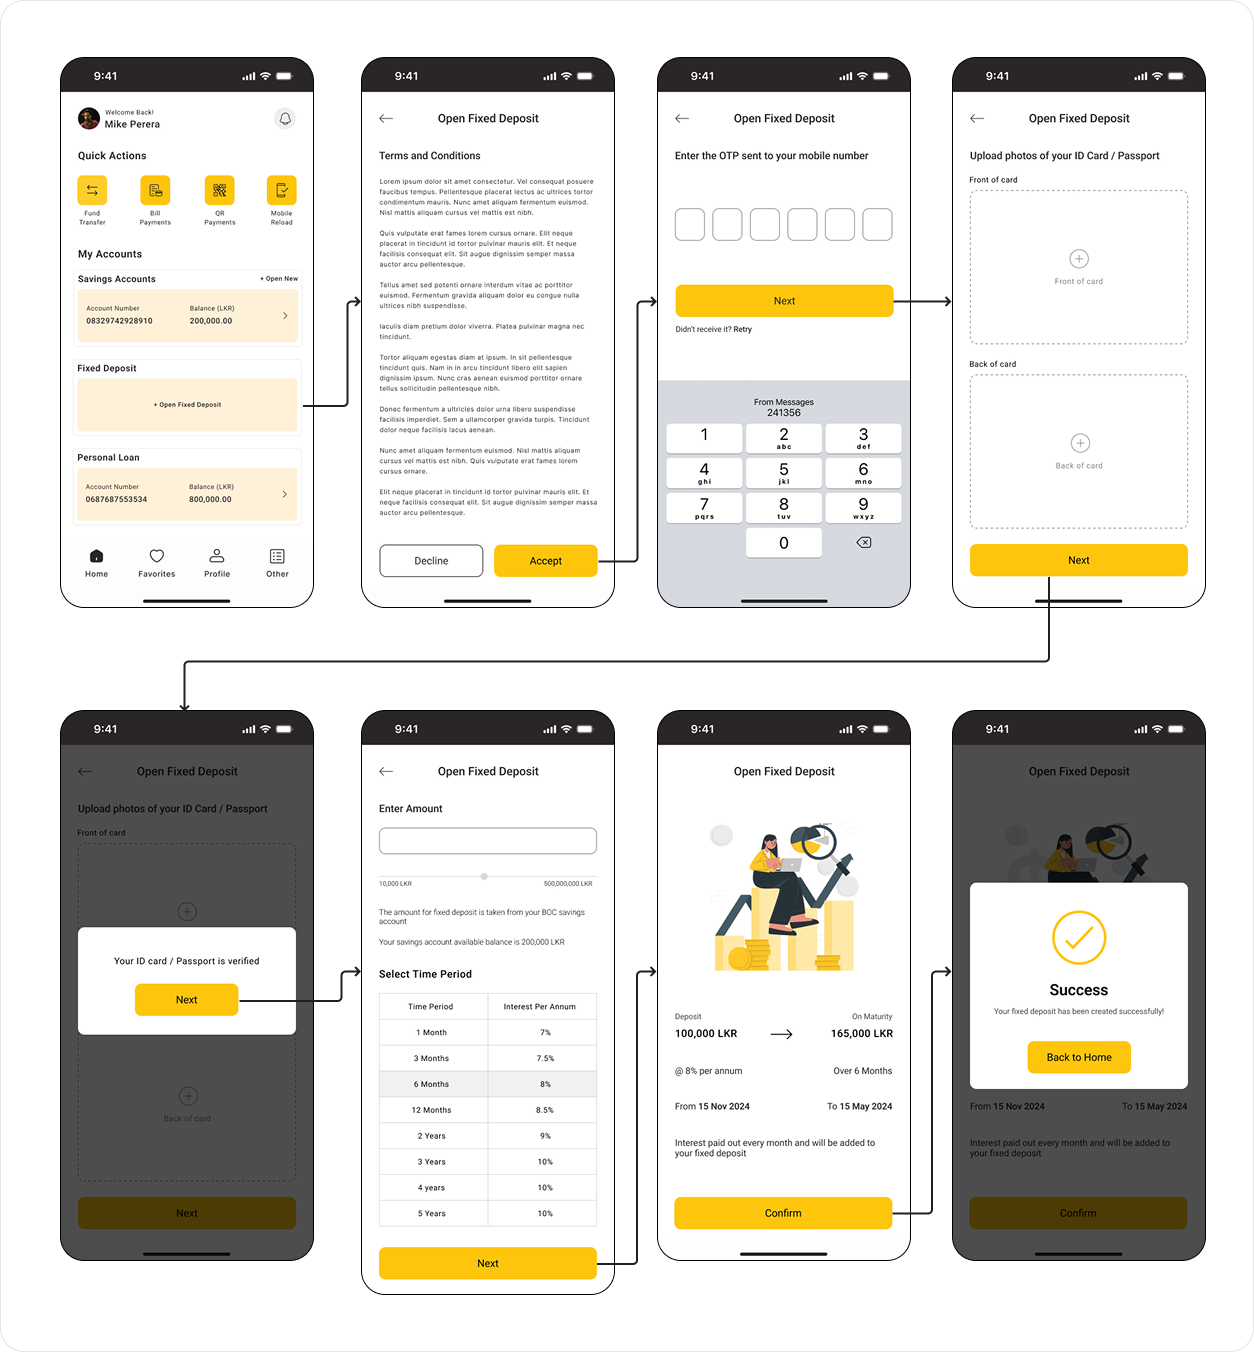 9:41
Welcome Back!
Mike Perera
Quick Actions
Fund
Transfer
Bill
Payments
QR
Payments
Mobile
Reload
My Accounts
Savings Accounts
+ Open New
Account Number
Balance (LKR)
08329742928910
200,000.00
Fixed Deposit
+ Open Fixed Deposit
Personal Loan
Account Number
Balance (LKR)
0687687553534
800,000.00
Home
Favorites
Profile
Other
9:41
Open Fixed Deposit
Terms and Conditions
Lorem ipsum dolor sit amet consectetur. Vel consequat posuere
faucibus tempus. Pellentesque placerat lectus ac ultrices tortor
condimentum mauris. Nunc amet aliquam fermentum euismod.
Nisl mattis aliquam cursus vel mattis est nibh.
Quis vulputate erat fames lorem cursus ornare. Elit neque
placerat in tincidunt id tortor pulvinar mauris elit. Et neque
facilisis consequat elit. Sit augue dignissim semper massa
auctor arcu pellentesque.
Tellus amet sed potenti ornare interdum vitae ac porttitor
euismod. Fermentum gravida aliquam dolor eu congue nulla
ultrices nibh suspendisse.
Iaculis diam pretium dolor viverra. Platea pulvinar magna nec
tincidunt.
Tortor aliquam egestas diam at ipsum. In sit pellentesque
tincidunt quis. Nam in in arcu tincidunt libero elit sapien
dignissim ipsum. Nunc cras aenean euismod porttitor ornare
tellus sollicitudin pellentesque nibh.
Donec fermentum a ultricies dolor urna libero suspendisse
facilisis imperdiet. Sem a ullamcorper gravida turpis. Tincidunt
dolor neque facilisis lacus aenean.
Nunc amet aliquam fermentum euismod. Nisl mattis aliquam
cursus vel mattis est nibh. Quis vulputate erat fames lorem
cursus ornare.
Elit neque placerat in tincidunt id tortor pulvinar mauris elit. Et
neque facilisis consequat elit. Sit augue dignissim semper massa
auctor arcu pellentesque.
Decline
Accept
9:41
Open Fixed Deposit
Enter the OTP sent to your mobile number
Next
Didn't receive it? Retry
From Messages
241356
1
2
abc
3
def
4
ghi
5
jkl
6
mno
7
pqrs
8
tuv
9
wxyz
0
9:41
Open Fixed Deposit
Upload photos of your ID Card / Passport
Front of card
Front of card
Back of card
Back of card
Next
9:41
Open Fixed Deposit
Upload photos of your ID Card / Passport
Front of card
Your ID card / Passport is verified
Next
Back of card
Next
9:41
Open Fixed Deposit
Enter Amount
10,000 LKR
500,000,000 LKR
The amount for fixed deposit is taken from your BOC savings
account
Your savings account available balance is 200,000 LKR
Select Time Period
Time Period
Interest Per Annum
1 Month
7%
3 Months
7.5%
6 Months
8%
12 Months
8.5%
2 Years
9%
3 Years
10%
4 years
10%
5 Years
10%
Next
9:41
Open Fixed Deposit
Deposit
On Maturity
100,000 LKR
165,000 LKR
@ 8% per annum
Over 6 Months
From 15 Nov 2024
To 15 May 2024
Interest paid out every month and will be added to
your fixed deposit
Confirm
9:41
Open Fixed Deposit
Success
Your fixed deposit has been created successfully!
Back to Home
From 15 Nov 2024
To 15 May 2024
Interest paid out every month and will be added to
your fixed deposit
Confirm